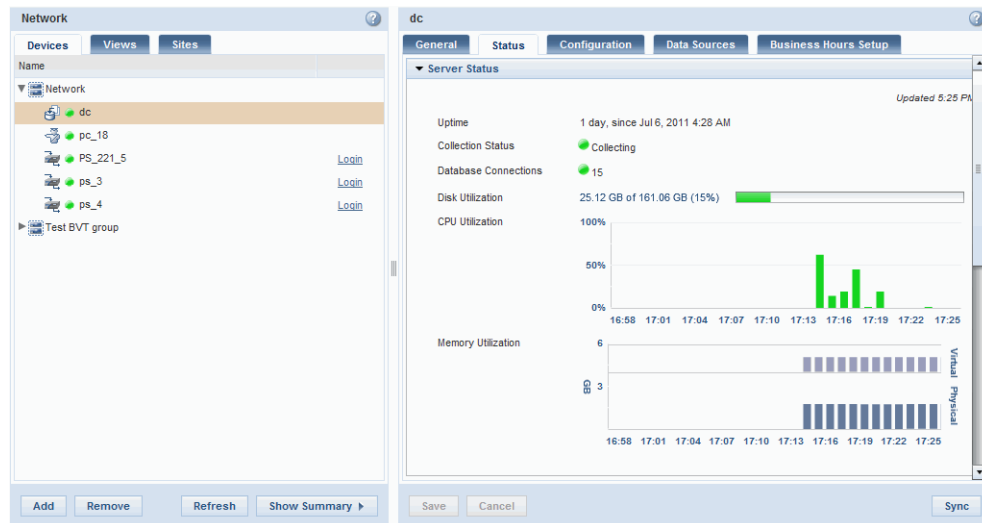 Network
Devices Views Sites
Name
Network
dc
pc_18
PS_221_5 Login
ps_3 Login
ps_4 Login
Test BVT group
Add Remove Refresh Show Summary
dc
General Status Configuration Data Sources Business Hours Setup
Server Status
Updated 5:25 PM
Uptime 1 day, since Jul 6, 2011 4:28 AM
Collection Status Collecting
Database Connections 15
Disk Utilization 25.12 GB of 161.06 GB (15%)
CPU Utilization 100%
50%
0%
16:58 17:01 17:04 17:07 17:10 17:13 17:16 17:19 17:22 17:25
Memory Utilization 6
GB 3
Virtual Physical
16:58 17:01 17:04 17:07 17:10 17:13 17:16 17:19 17:22 17:25
Save Cancel Sync